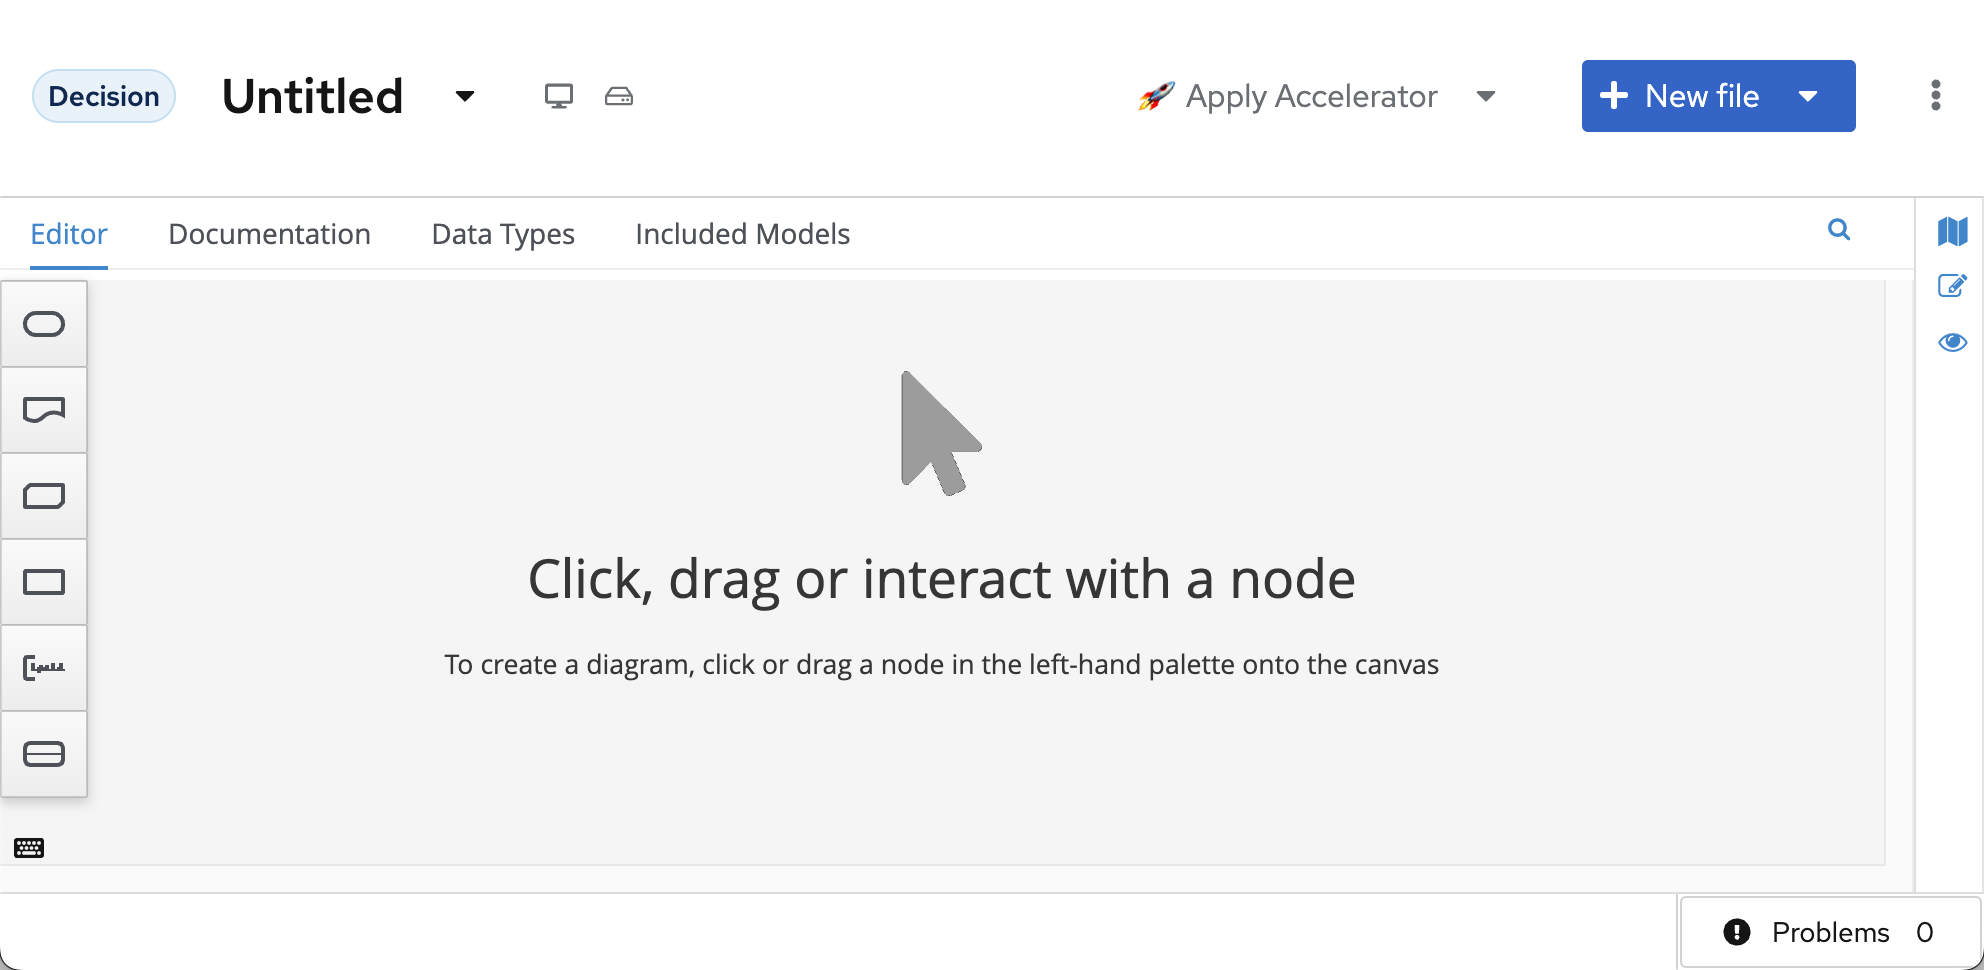 Decision
Untitled
Apply Accelerator
New file
Editor Documentation Data Types Included Models
Click, drag or interact with a node
To create a diagram, click or drag a node in the left-hand palette onto the canvas
Problems 0